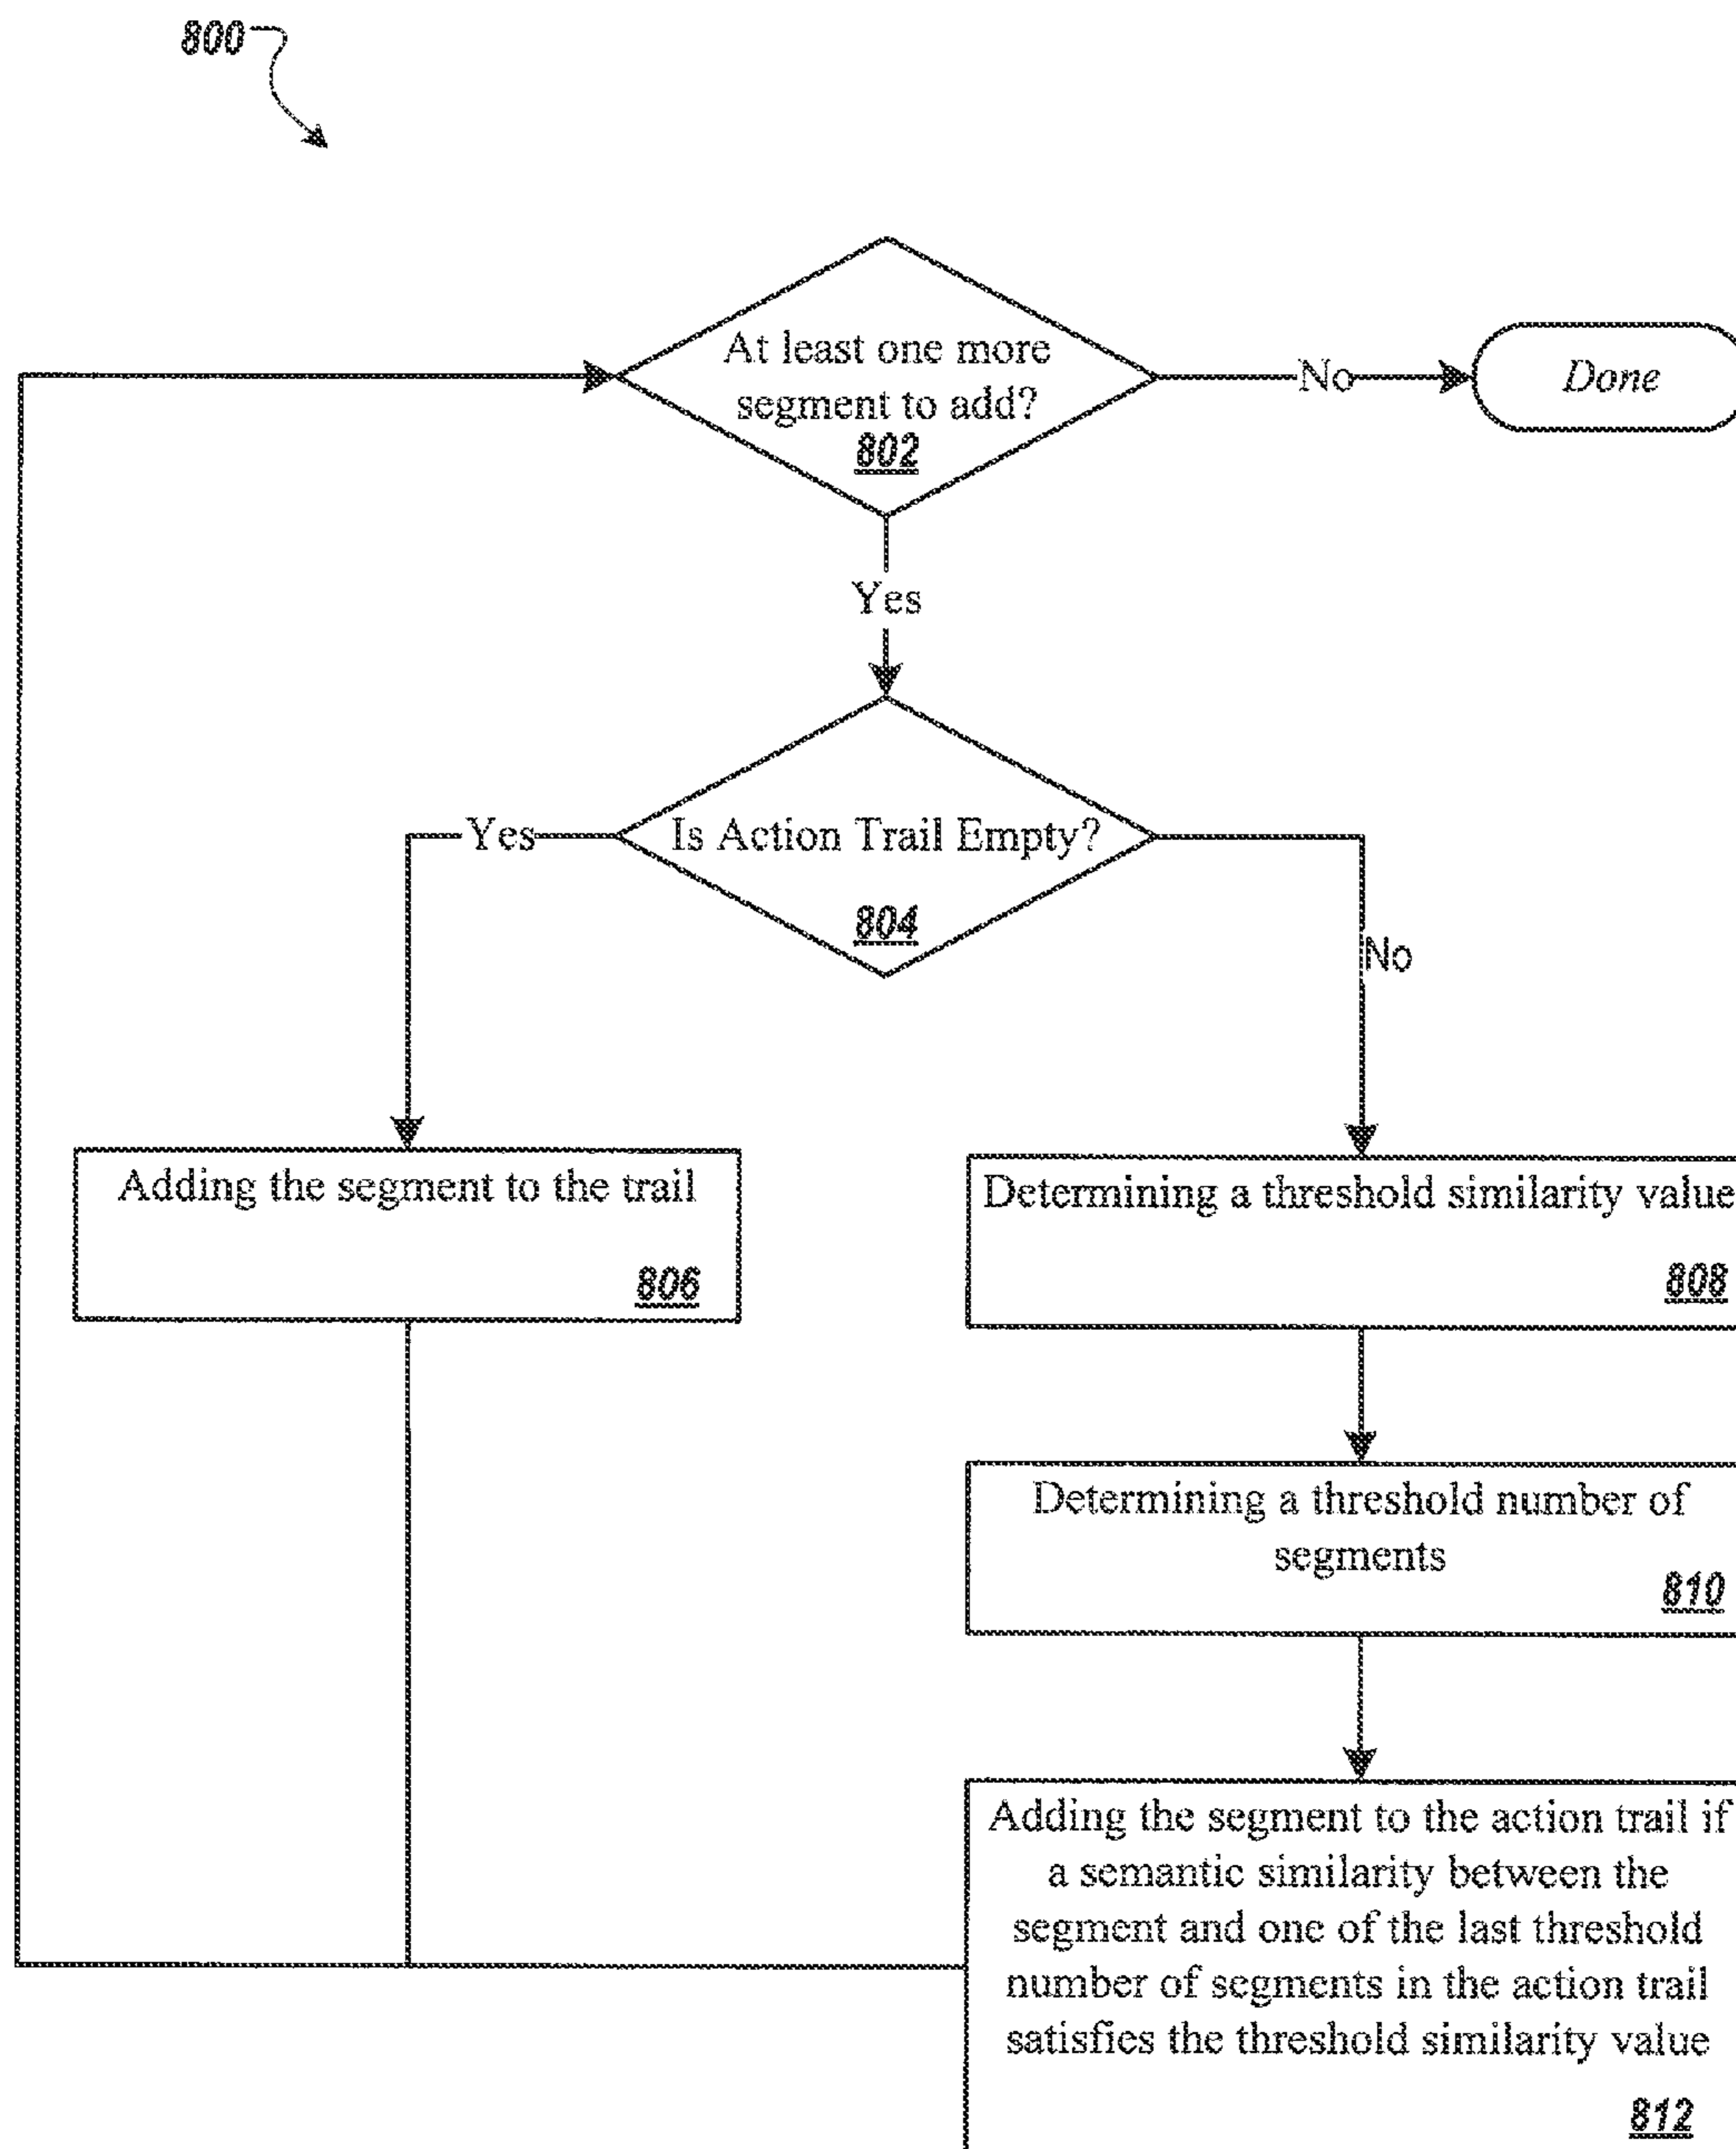 800
At least one more
segment to add?
802
No
Done
Yes
Is Action Trail Empty?
804
Yes
No
Adding the segment to the trail
806
Determining a threshold similarity value
808
Determining a threshold number of
segments
810
Adding the segment to the action trail if
a semantic similarity between the
segment and one of the last threshold
number of segments in the action trail
satisfies the threshold similarity value
812